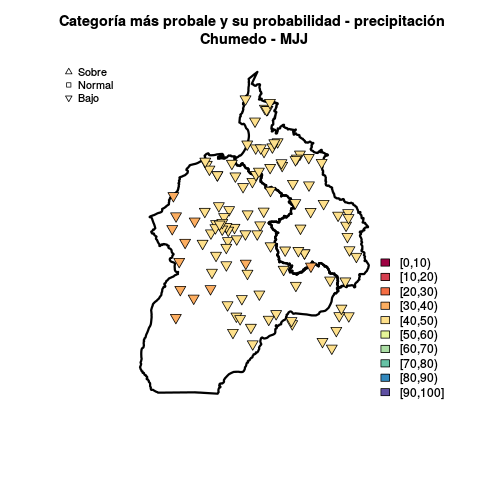 Categoría más probale y su probabilidad - precipitación
Chumedo - MJJ
Sobre
Normal
Bajo
[0,10)
[10,20)
[20,30)
[30,40)
[40,50)
[50,60)
[60,70)
[70,80)
[80,90)
[90,100]